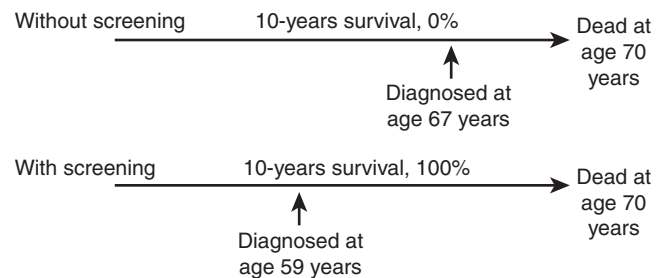 Without screening
10-years survival, 0%
Dead at
age 70
years
Diagnosed at
age 67 years
With screening
10-years survival, 100%
Dead at
age 70
years
Diagnosed at
age 59 years